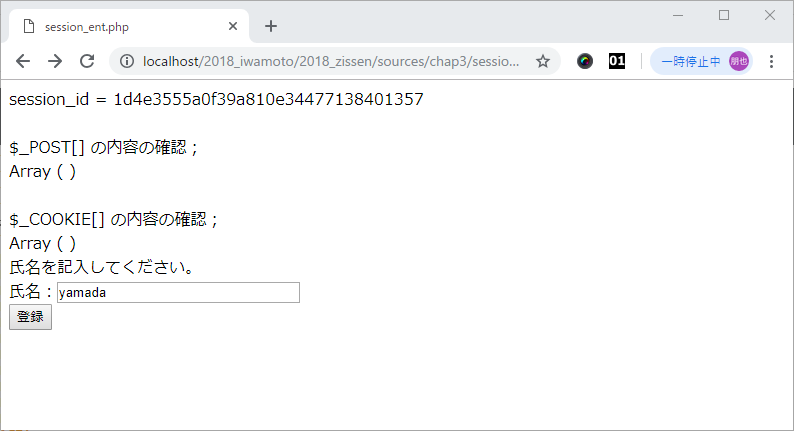 session_ent.php
localhost/2018_iwamoto/2018_zissen/sources/chap3/sessio...
01
一時停止中
朋也
session_id = 1d4e3555a0f39a810e34477138401357
$_POST[] の内容の確認；
Array ( )
$_COOKIE[] の内容の確認；
Array ( )
氏名を記入してください。
氏名：yamada
登録